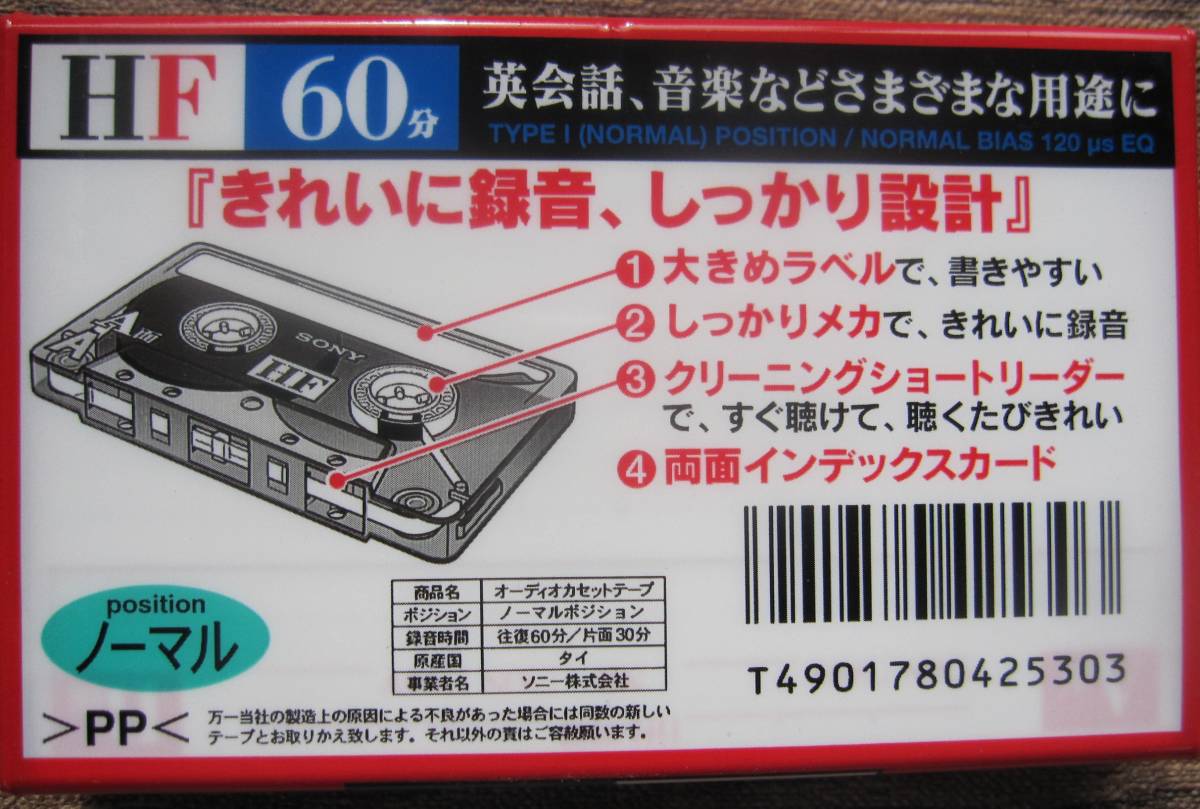 HF 60分 英会話、音楽などさまざまな用途に
TYPE I (NORMAL) POSITION / NORMAL BIAS 120 µs EQ
『きれいに録音、しっかり設計』
❶ 大きめラベルで、書きやすい
❷ しっかりメカで、きれいに録音
❸ クリーニングショートリーダー
で、すぐ聴けて、聴くたびきれい
❹ 両面インデックスカード
A面
A
SONY
HF
position
ノーマル
商品名 オーディオカセットテープ
ポジション ノーマルポジション
録音時間 往復60分/片面30分
原産国 タイ
事業者名 ソニー株式会社
T4901780425303
>PP<
万一当社の製造上の原因による不良があった場合には同数の新しい
テープとお取りかえ致します。それ以外の責はご容赦願います。